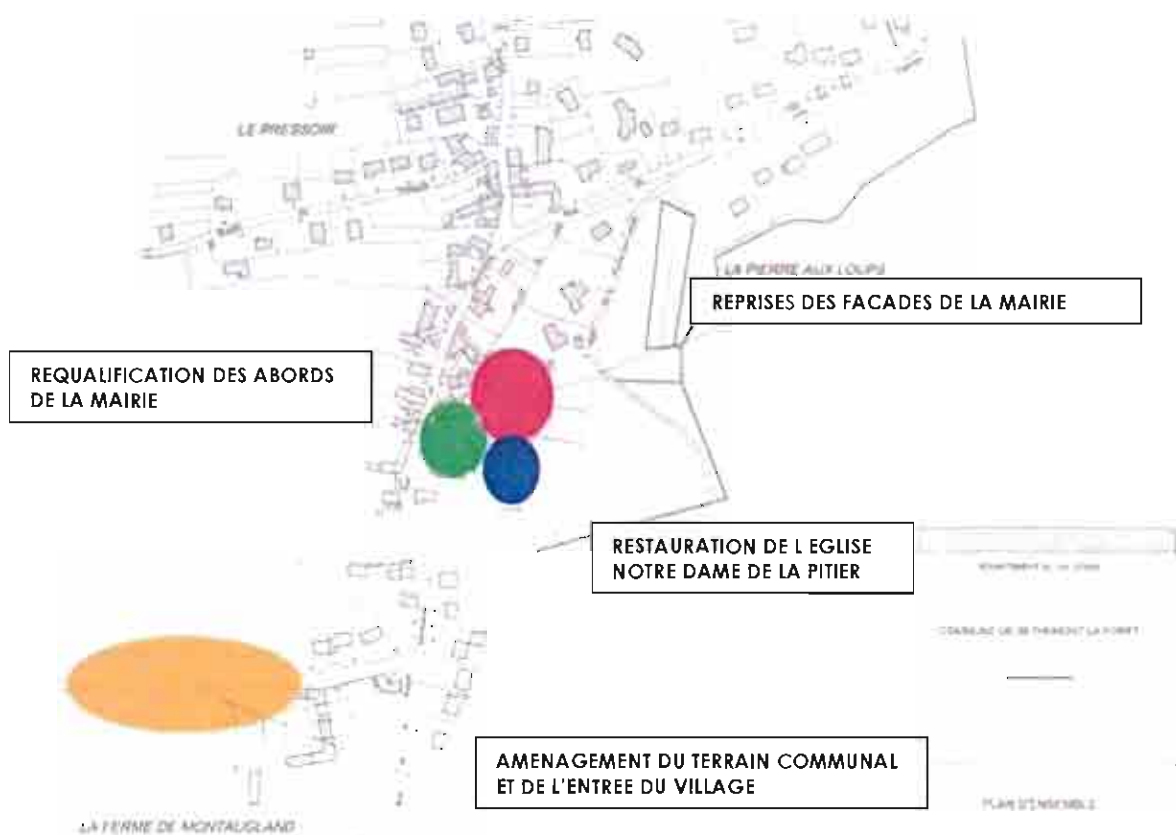 LE PRESSOIR
LA PIERRE AUX LOUPS
REPRISES DES FACADES DE LA MAIRIE
REQUALIFICATION DES ABORDS
DE LA MAIRIE
RESTAURATION DE L EGLISE
NOTRE DAME DE LA PITIER
AMENAGEMENT DU TERRAIN COMMUNAL
ET DE L'ENTREE DU VILLAGE
PLAN D'ENSEMBLE
LA FERME DE MONTAUGLAND